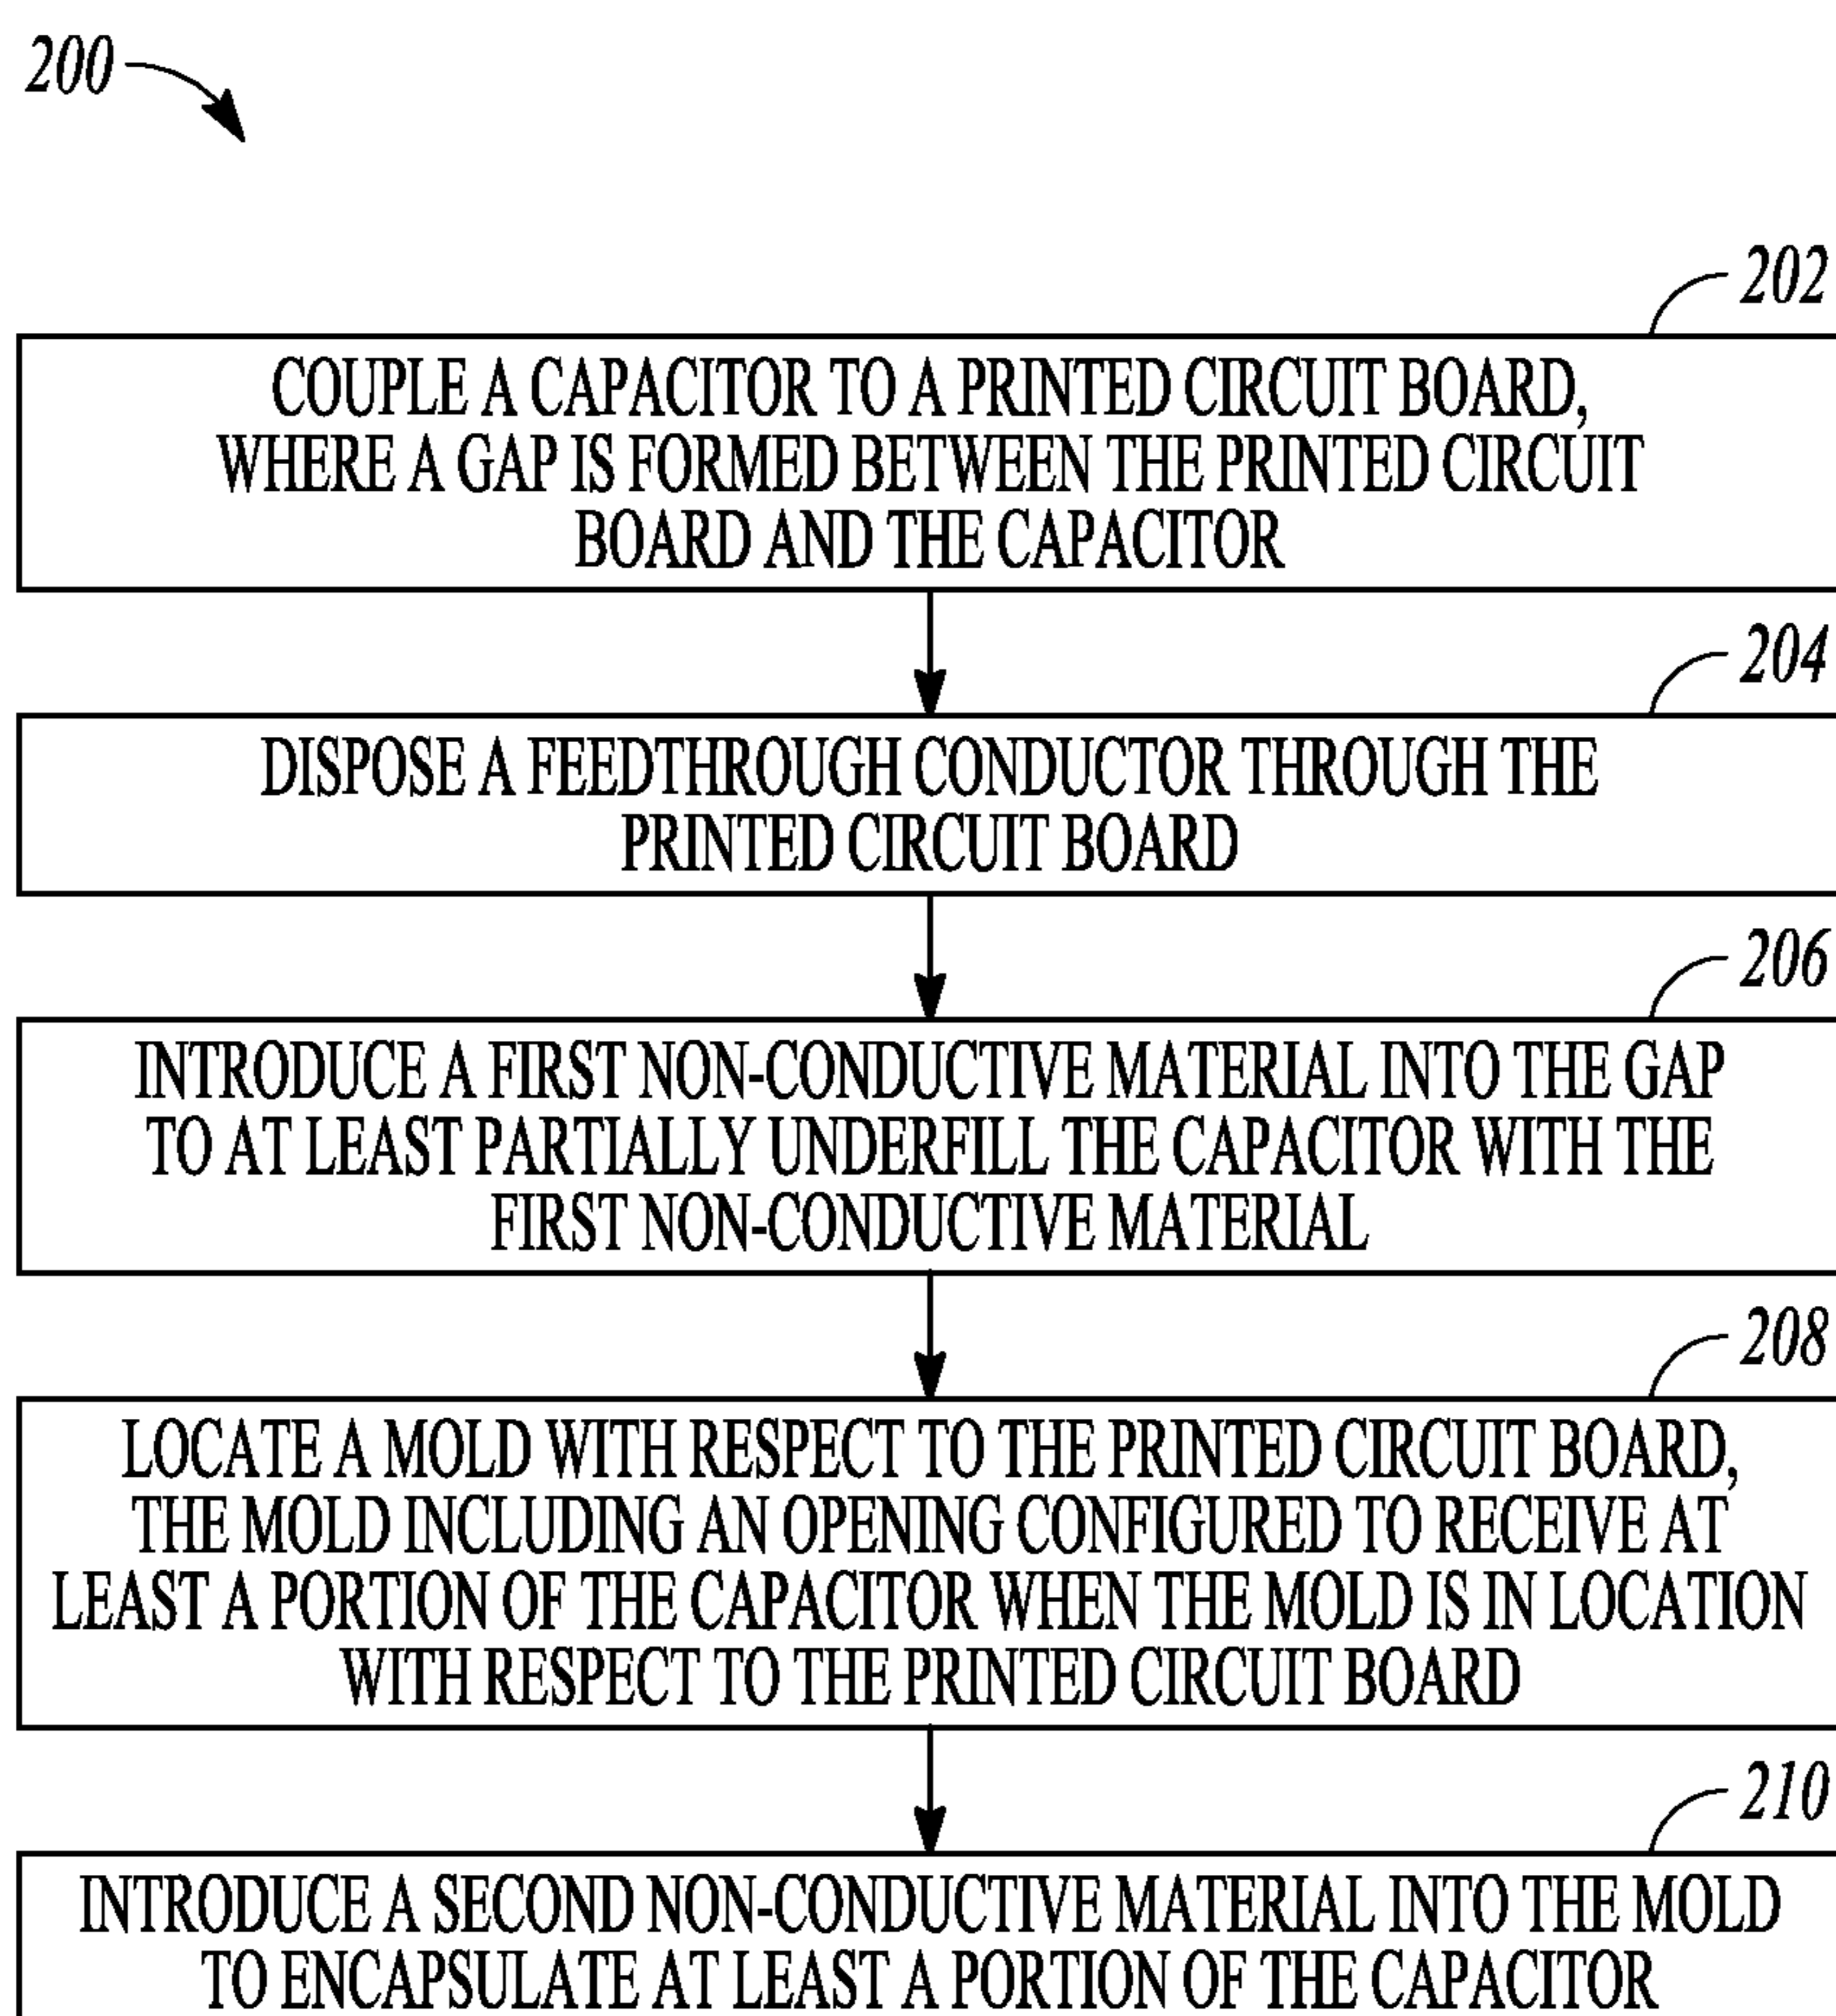 200
202
COUPLE A CAPACITOR TO A PRINTED CIRCUIT BOARD,
WHERE A GAP IS FORMED BETWEEN THE PRINTED CIRCUIT
BOARD AND THE CAPACITOR
204
DISPOSE A FEEDTHROUGH CONDUCTOR THROUGH THE
PRINTED CIRCUIT BOARD
206
INTRODUCE A FIRST NON-CONDUCTIVE MATERIAL INTO THE GAP
TO AT LEAST PARTIALLY UNDERFILL THE CAPACITOR WITH THE
FIRST NON-CONDUCTIVE MATERIAL
208
LOCATE A MOLD WITH RESPECT TO THE PRINTED CIRCUIT BOARD,
THE MOLD INCLUDING AN OPENING CONFIGURED TO RECEIVE AT
LEAST A PORTION OF THE CAPACITOR WHEN THE MOLD IS IN LOCATION
WITH RESPECT TO THE PRINTED CIRCUIT BOARD
210
INTRODUCE A SECOND NON-CONDUCTIVE MATERIAL INTO THE MOLD
TO ENCAPSULATE AT LEAST A PORTION OF THE CAPACITOR